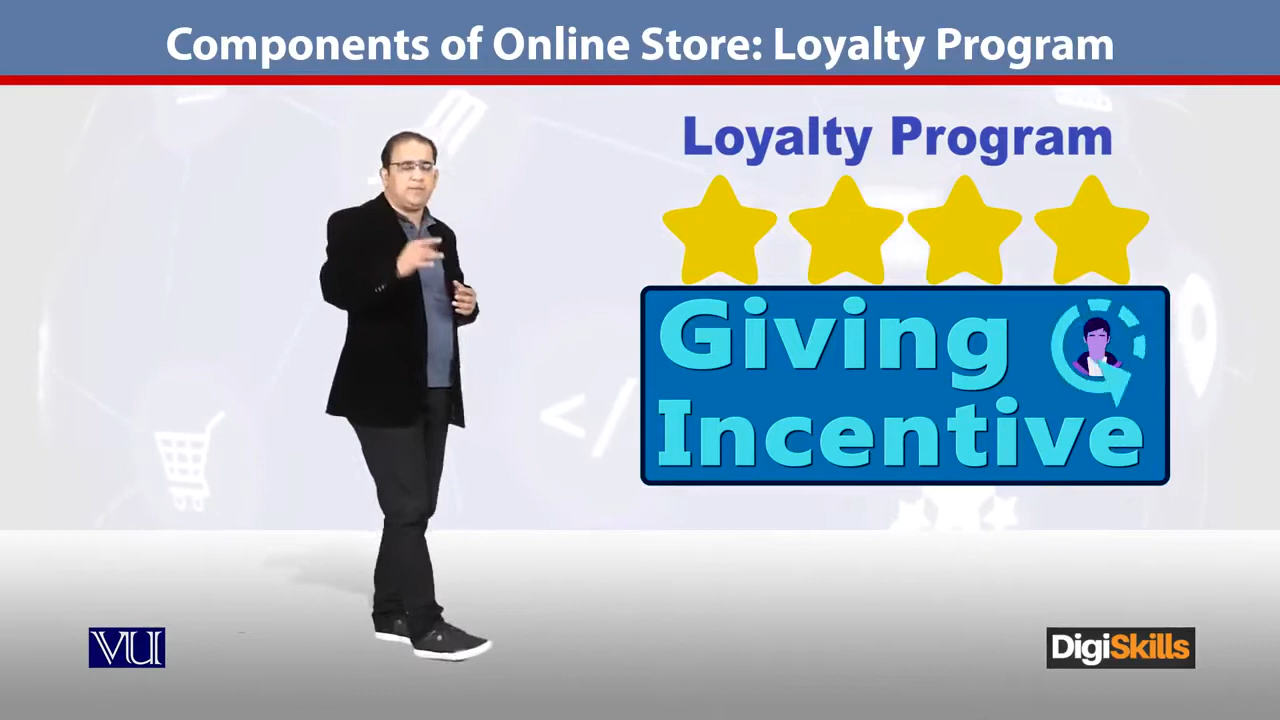 Components of Online Store: Loyalty Program
Loyalty Program
Giving
Incentive
</
VU
DigiSkills